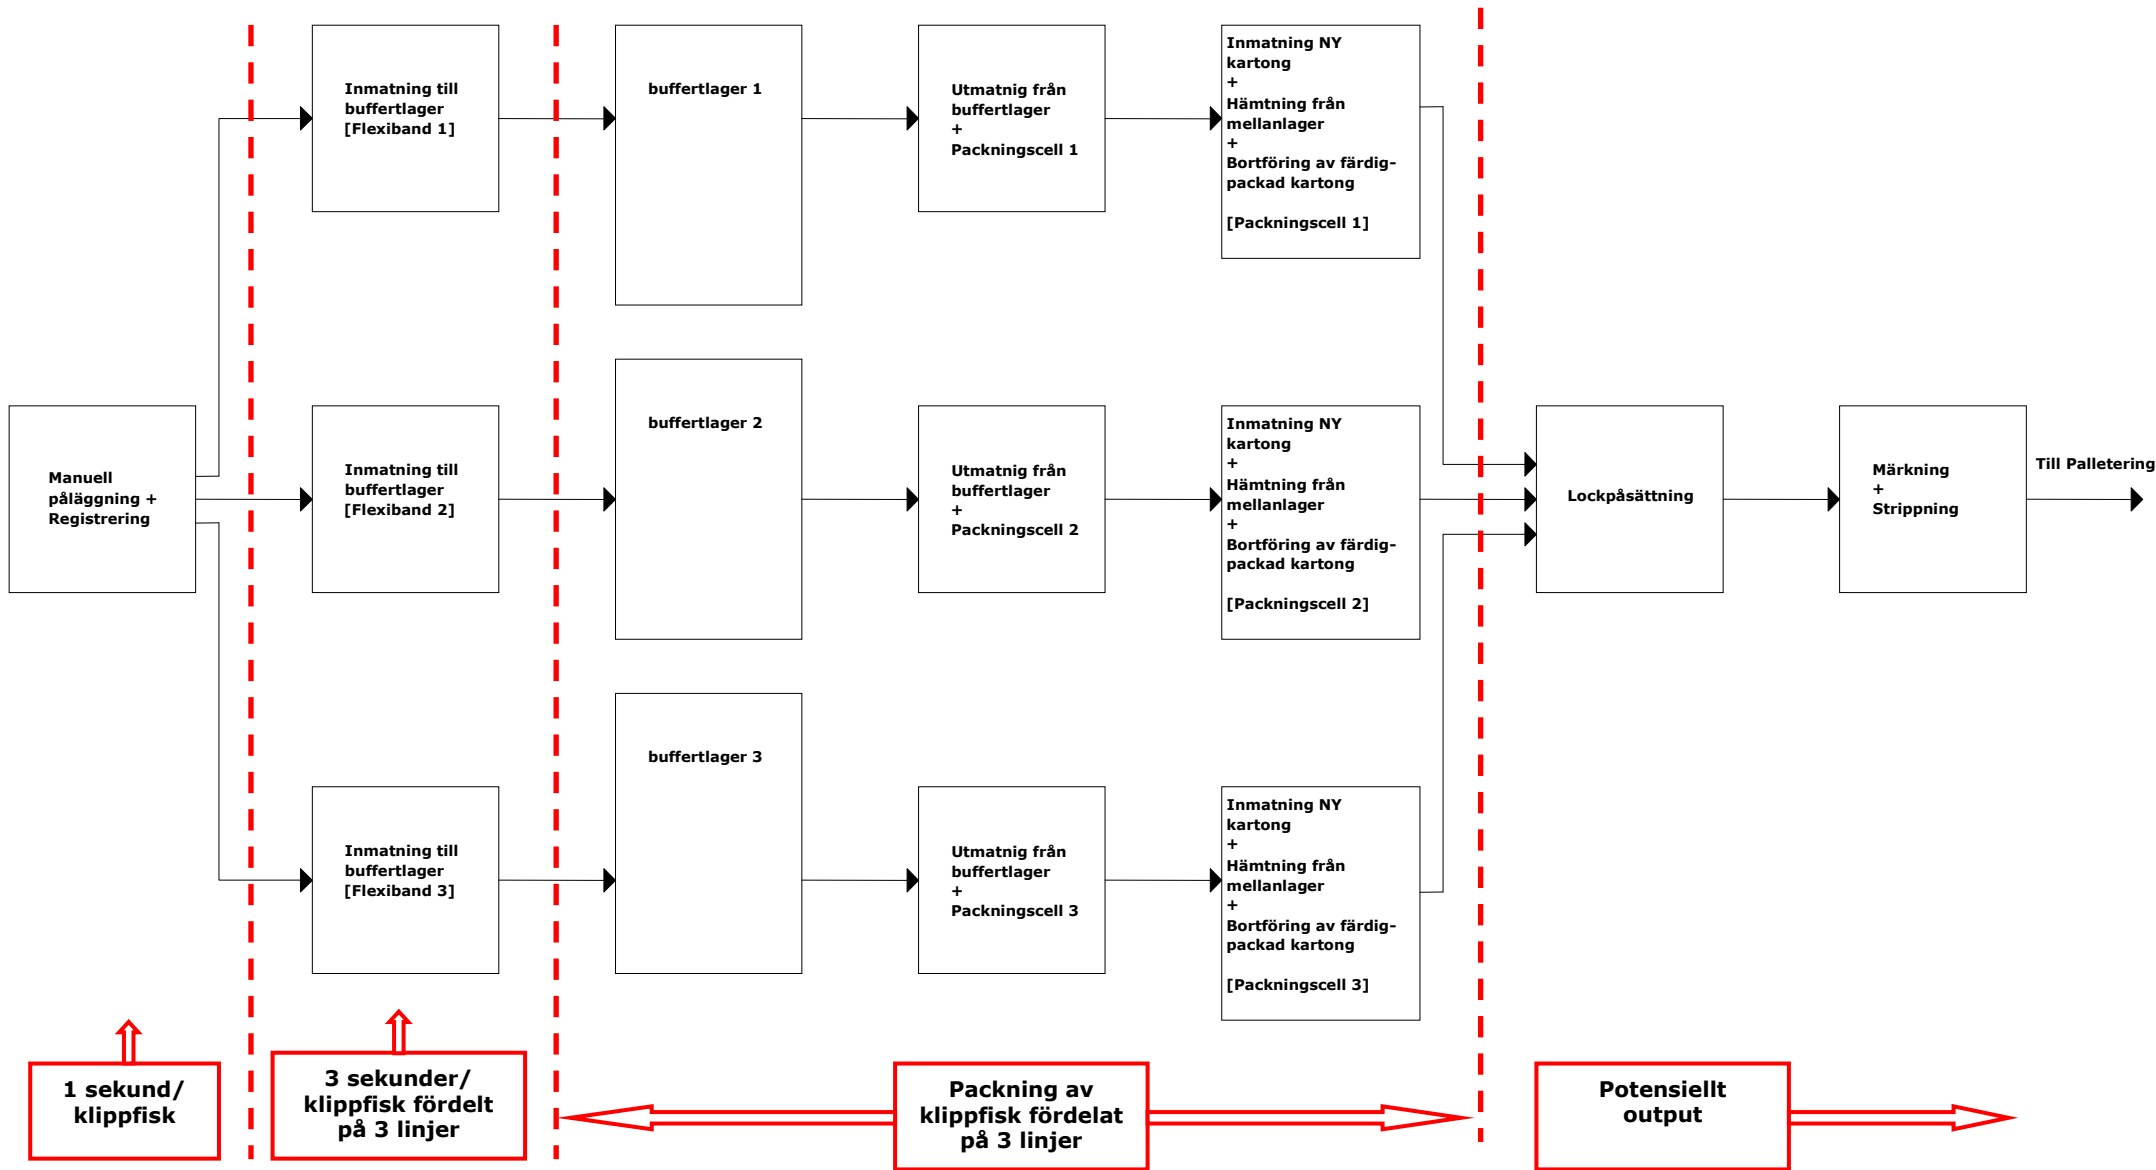 Manuell
påläggning +
Registrering
Inmatning till
buffertlager
[Flexiband 1]
buffertlager 1
Utmatnig från
buffertlager
+
Packningscell 1
Inmatning NY
kartong
+
Hämtning från
mellanlager
+
Bortföring av färdig-
packad kartong
[Packningscell 1]
Inmatning till
buffertlager
[Flexiband 2]
buffertlager 2
Utmatnig från
buffertlager
+
Packningscell 2
Inmatning NY
kartong
+
Hämtning från
mellanlager
+
Bortföring av färdig-
packad kartong
[Packningscell 2]
Inmatning till
buffertlager
[Flexiband 3]
buffertlager 3
Utmatnig från
buffertlager
+
Packningscell 3
Inmatning NY
kartong
+
Hämtning från
mellanlager
+
Bortföring av färdig-
packad kartong
[Packningscell 3]
Lockpåsättning
Märkning
+
Strippning
Till Palletering
1 sekund/
klippfisk
3 sekunder/
klippfisk fördelt
på 3 linjer
Packning av
klippfisk fördelat
på 3 linjer
Potensiellt
output